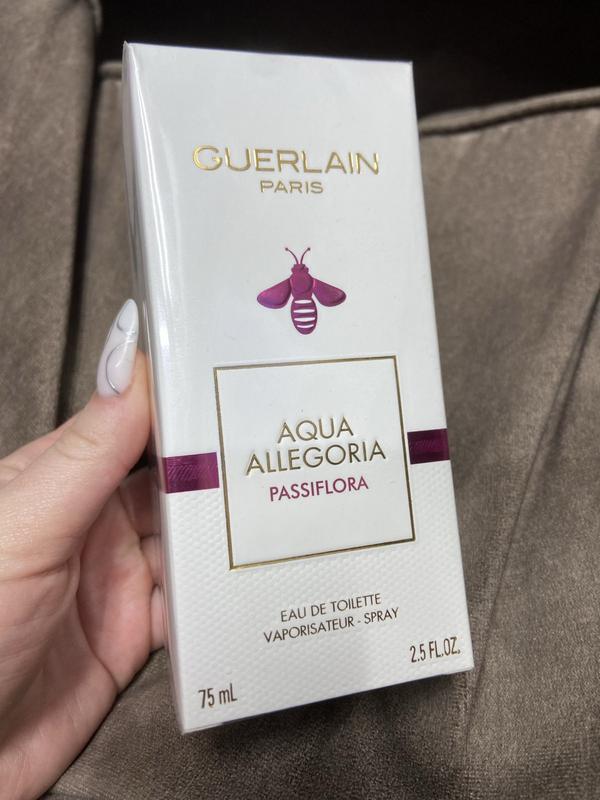 GUERLAIN
PARIS
AQUA
ALLEGORIA
PASSIFLORA
EAU DE TOILETTE
VAPORISATEUR - SPRAY
75 mL
2.5 FL.OZ.